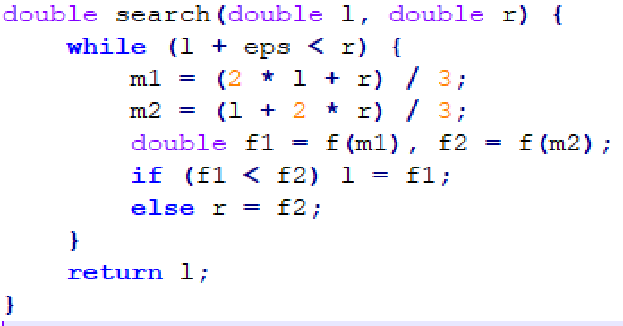 double search(double l, double r) {
    while (l + eps < r) {
        m1 = (2 * l + r) / 3;
        m2 = (l + 2 * r) / 3;
        double f1 = f(m1), f2 = f(m2);
        if (f1 < f2) l = f1;
        else r = f2;
    }
    return l;
}